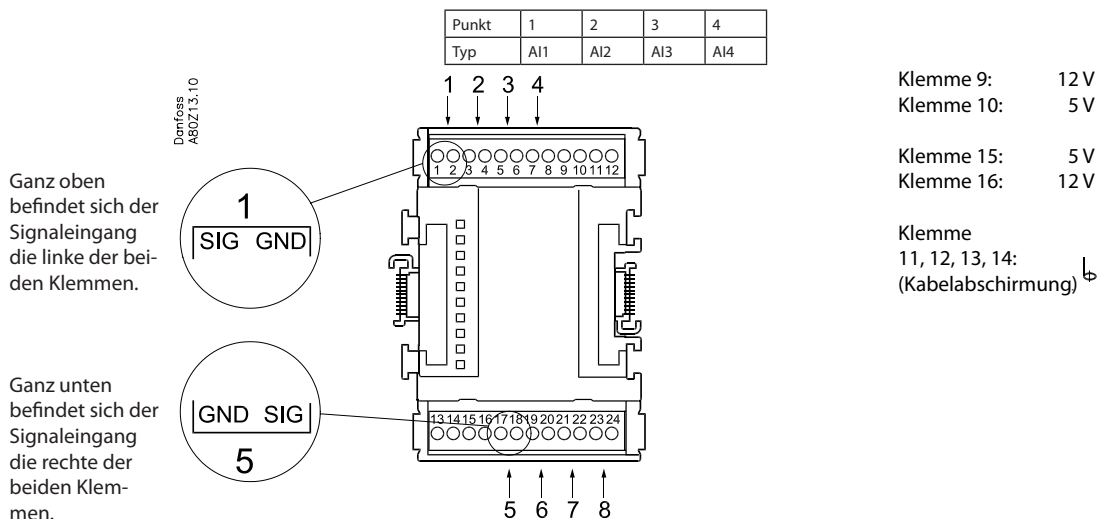 Punkt 1 2 3 4
Typ AI1 AI2 AI3 AI4
Danfoss
A80Z13.10
1 2 3 4
1 2 3 4 5 6 7 8 9 10 11 12
Ganz oben
befindet sich der
Signaleingang
die linke der bei-
den Klemmen.
1
SIG GND
Ganz unten
befindet sich der
Signaleingang
die rechte der
beiden Klem-
men.
GND SIG
5
13 14 15 16 17 18 19 20 21 22 23 24
5 6 7 8
Klemme 9: 12 V
Klemme 10: 5 V
Klemme 15: 5 V
Klemme 16: 12 V
Klemme
11, 12, 13, 14:
(Kabelabschirmung)